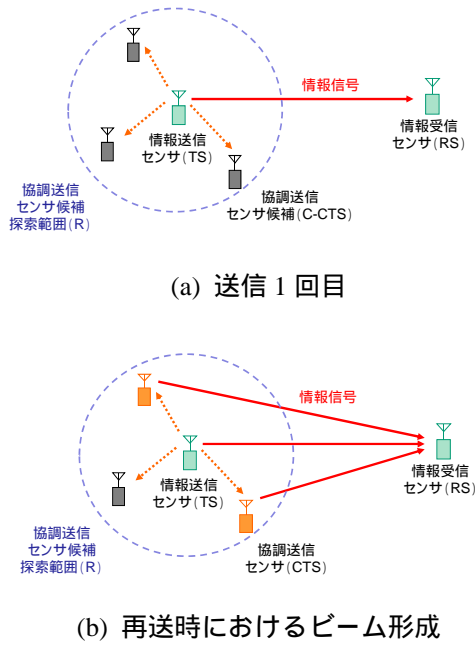 情報信号
情報送信
センサ(TS)
情報受信
センサ(RS)
協調送信
センサ候補
探索範囲(R)
協調送信
センサ候補(C-CTS)
(a) 送信 1 回目
情報信号
情報送信
センサ(TS)
情報受信
センサ(RS)
協調送信
センサ候補
探索範囲(R)
協調送信
センサ(CTS)
(b) 再送時におけるビーム形成